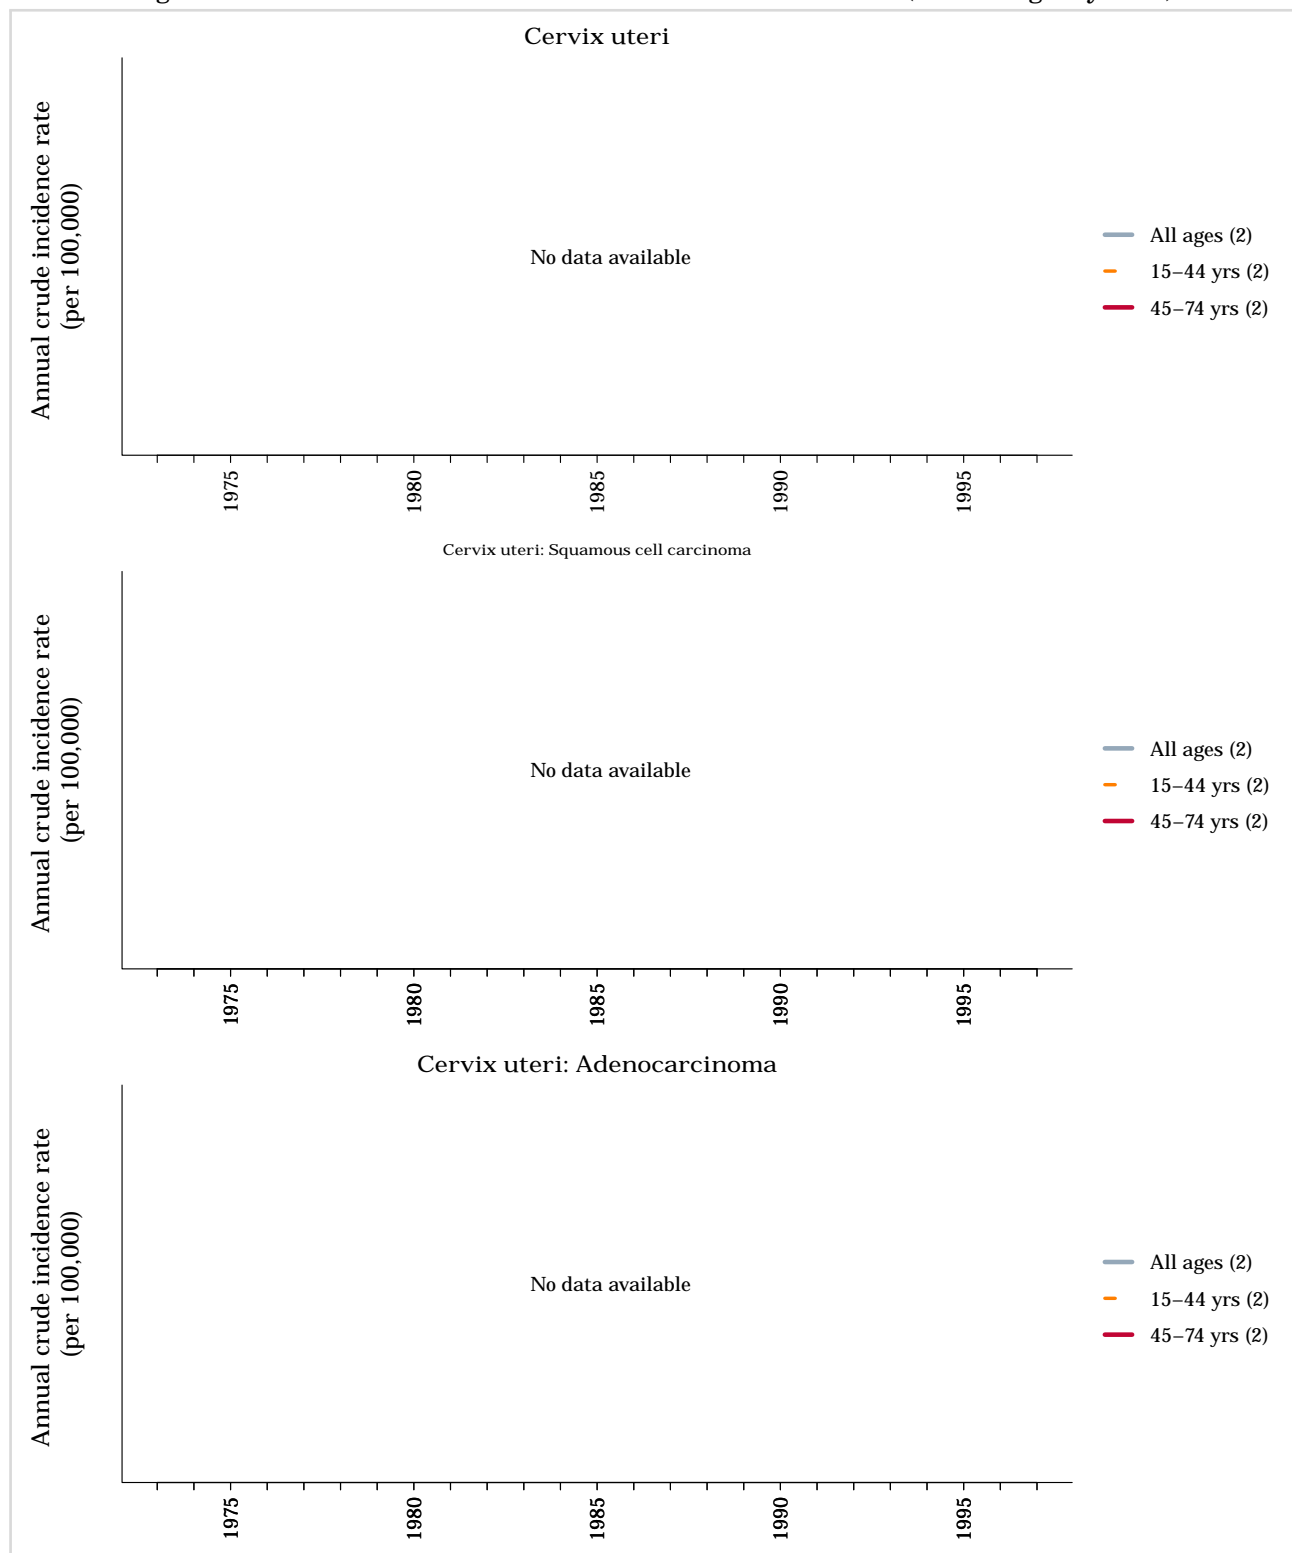 Cervix uteri
Annual crude incidence rate
(per 100,000)
No data available
All ages (2)
15–44 yrs (2)
45–74 yrs (2)
1975
1980
1985
1990
1995
Cervix uteri: Squamous cell carcinoma
Annual crude incidence rate
(per 100,000)
No data available
All ages (2)
15–44 yrs (2)
45–74 yrs (2)
1975
1980
1985
1990
1995
Cervix uteri: Adenocarcinoma
Annual crude incidence rate
(per 100,000)
No data available
All ages (2)
15–44 yrs (2)
45–74 yrs (2)
1975
1980
1985
1990
1995